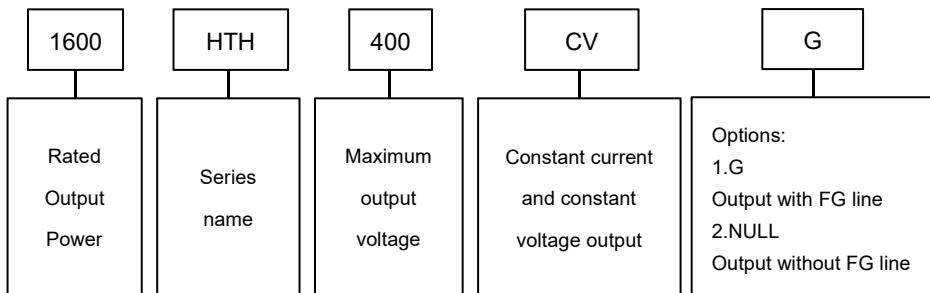 1600
HTH
400
CV
G
Rated
Output
Power
Series
name
Maximum
output
voltage
Constant current
and constant
voltage output
Options:
1.G
Output with FG line
2.NULL
Output without FG line